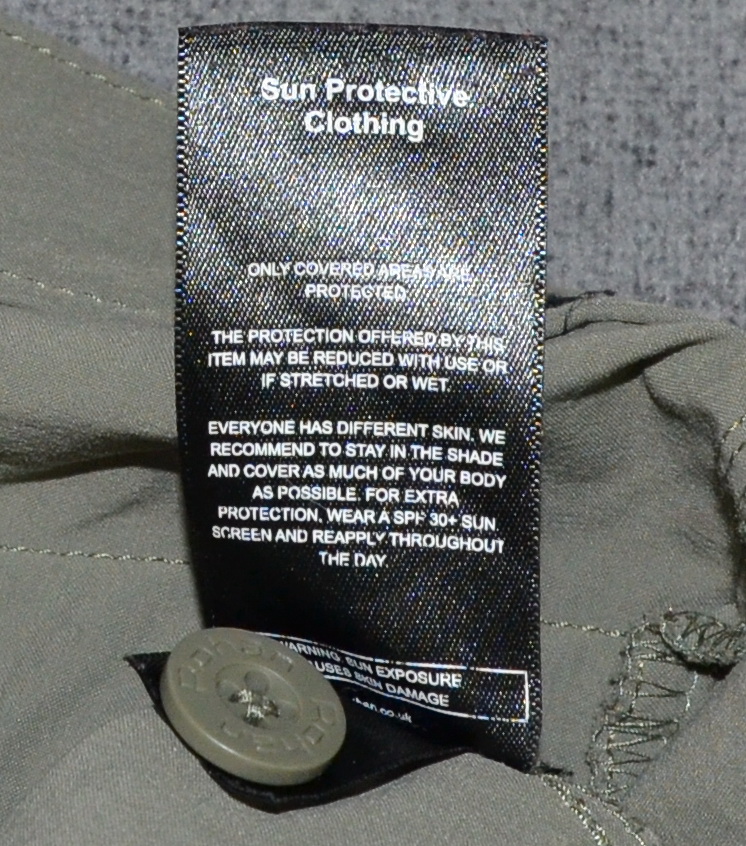 Sun Protective
Clothing
ONLY COVERED AREAS ARE
PROTECTED.
THE PROTECTION OFFERED BY THIS
ITEM MAY BE REDUCED WITH USE OR
IF STRETCHED OR WET.
EVERYONE HAS DIFFERENT SKIN. WE
RECOMMEND TO STAY IN THE SHADE
AND COVER AS MUCH OF YOUR BODY
AS POSSIBLE. FOR EXTRA
PROTECTION, WEAR A SPF 30+ SUN
SCREEN AND REAPPLY THROUGHOUT
THE DAY.
WARNING, SUN EXPOSURE
SKIN DAMAGE
Rohan
Rohan